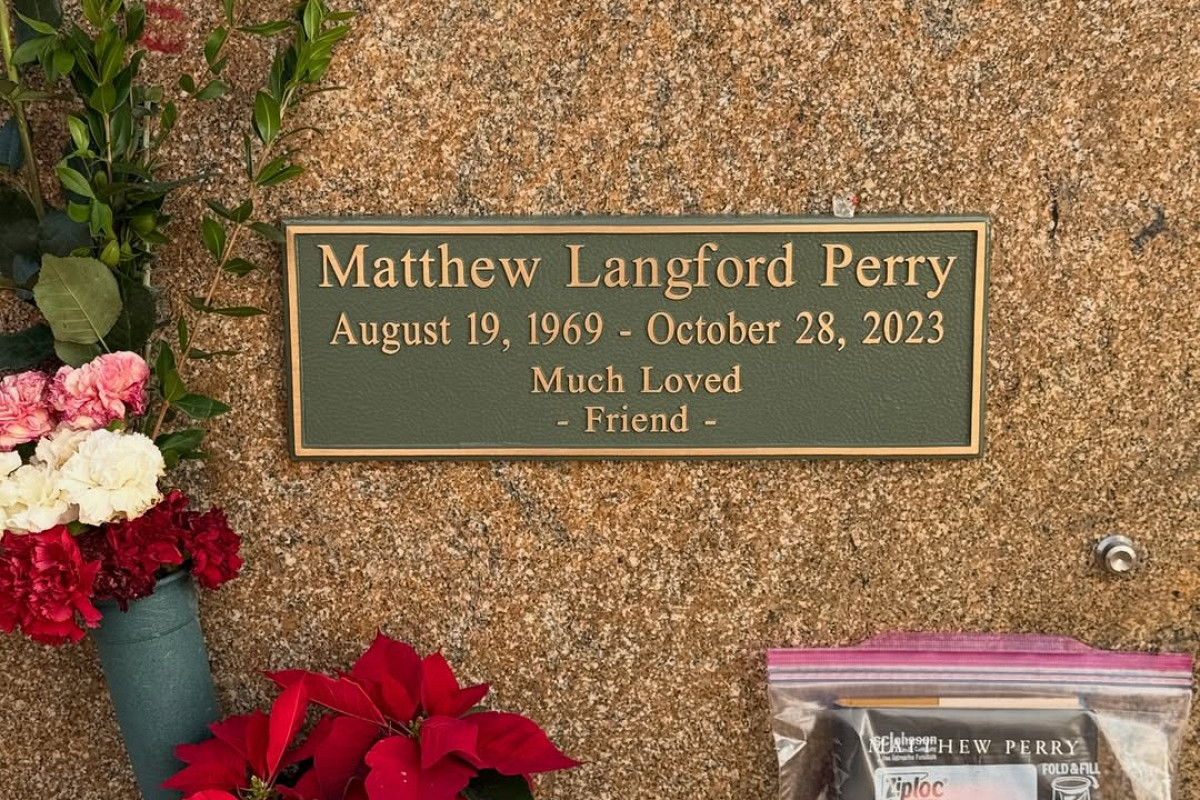 Matthew Langford Perry
August 19, 1969 - October 28, 2023
Much Loved
- Friend -
MATTHEW PERRY
FOLD & FILL
Ziploc